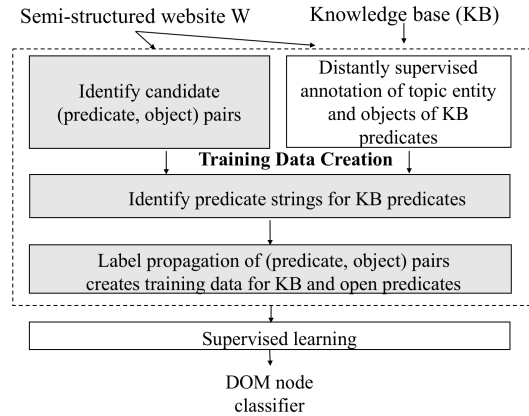 Semi-structured website W
Knowledge base (KB)
Identify candidate
(predicate, object) pairs
Distantly supervised
annotation of topic entity
and objects of KB
predicates
Training Data Creation
Identify predicate strings for KB predicates
Label propagation of (predicate, object) pairs
creates training data for KB and open predicates
Supervised learning
DOM node
classifier